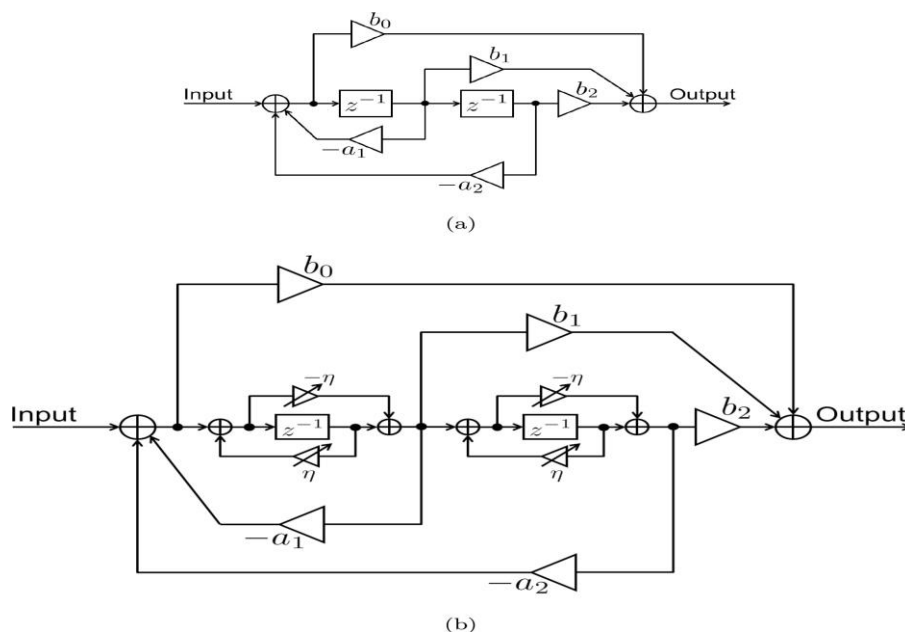 b₀
b₁
Input z⁻¹ z⁻¹ b₂ Output
−a₁
−a₂
(a)
b₀
b₁
−η −η
Input z⁻¹ z⁻¹ b₂ Output
η η
−a₁
−a₂
(b)